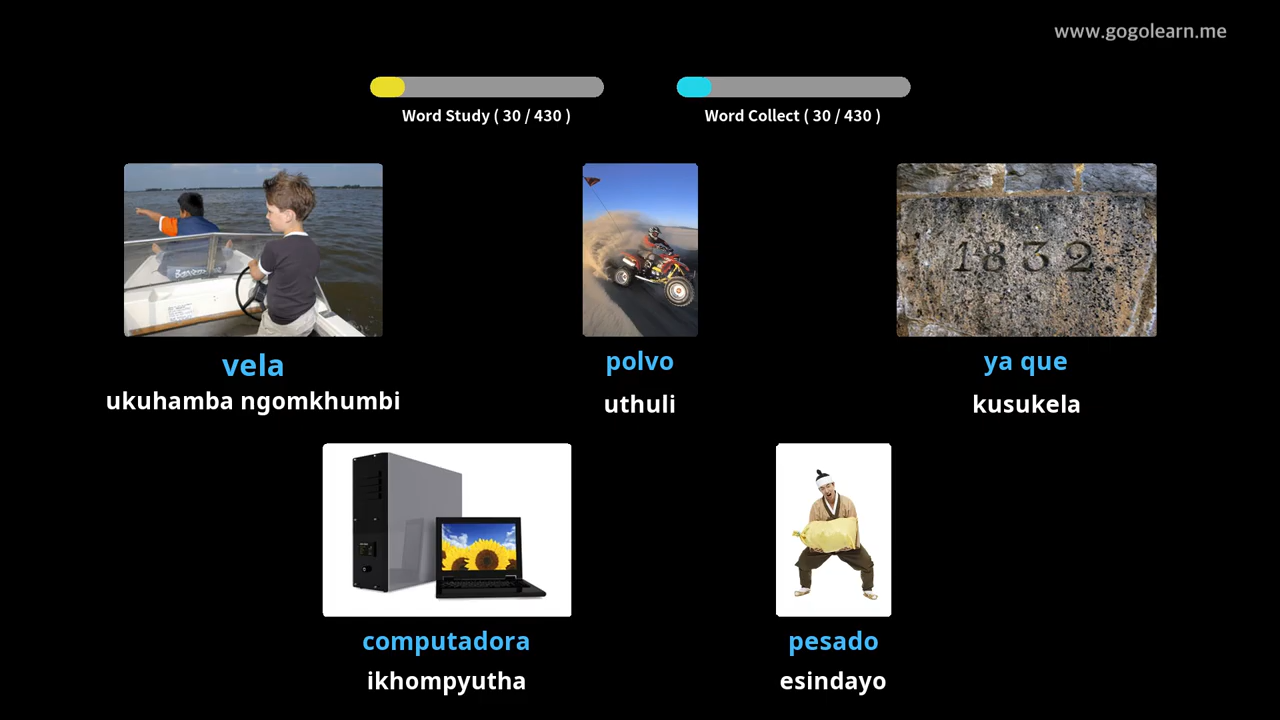 www.gogolearn.me
Word Study ( 30 / 430 )
Word Collect ( 30 / 430 )
1832.
vela
ukuhamba ngomkhumbi
polvo
uthuli
ya que
kusukela
computadora
ikhompyutha
pesado
esindayo